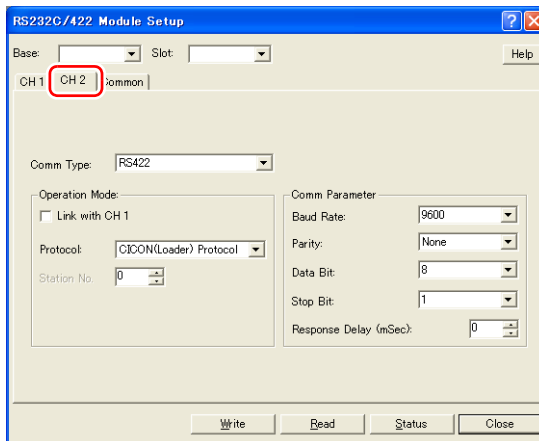 RS232C/422 Module Setup
Base: Slot: Help
CH 1 CH 2 Common
Comm Type: RS422
Operation Mode:
Link with CH 1
Protocol: CICON(Loader) Protocol
Station No. 0
Comm Parameter
Baud Rate: 9600
Parity: None
Data Bit: 8
Stop Bit: 1
Response Delay (mSec): 0
Write Read Status Close